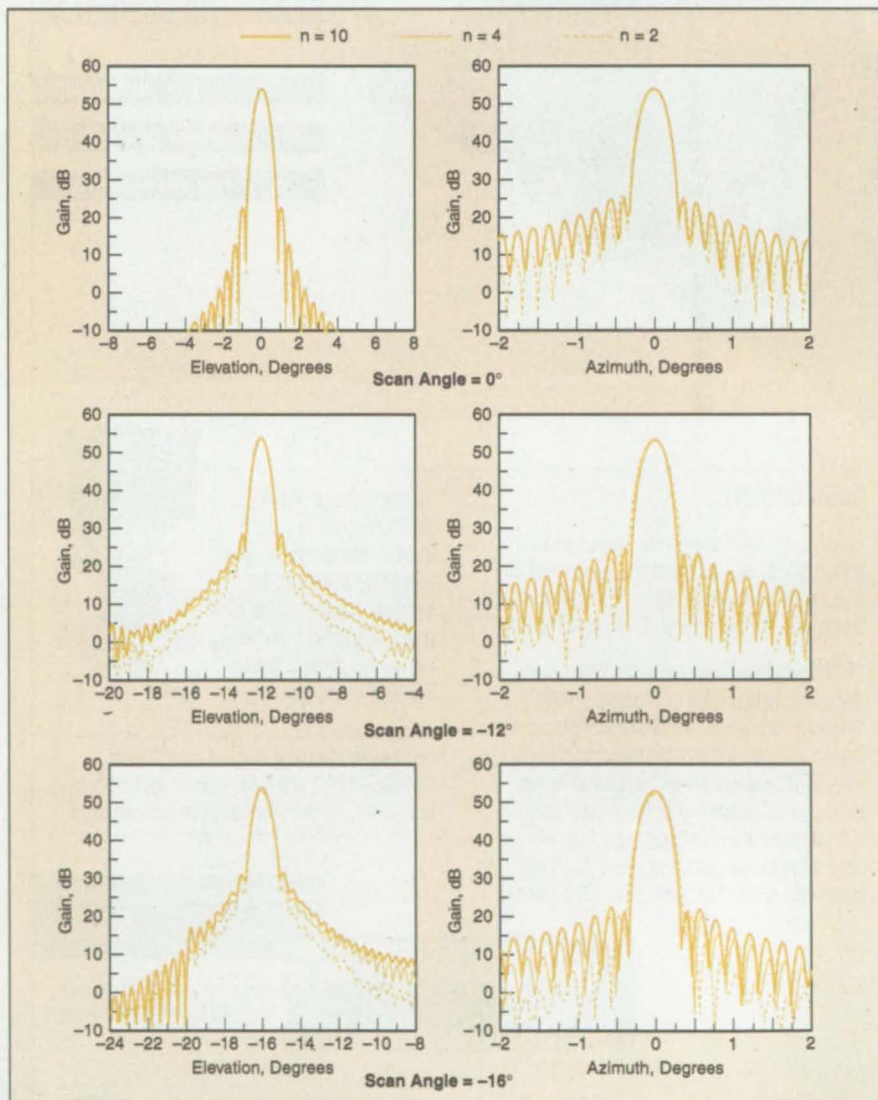 n = 10 n = 4 n = 2
60 50 40 30 20 10 0 –10
Gain, dB
–8 –6 –4 –2 0 2 4 6 8
Elevation, Degrees
60 50 40 30 20 10 0 –10
Gain, dB
–2 –1 0 1 2
Azimuth, Degrees
Scan Angle = 0°
60 50 40 30 20 10 0 –10
Gain, dB
–20 –18 –16 –14 –12 –10 –8 –6 –4
Elevation, Degrees
60 50 40 30 20 10 0 –10
Gain, dB
–2 –1 0 1 2
Azimuth, Degrees
Scan Angle = –12°
60 50 40 30 20 10 0 –10
Gain, dB
–24 –22 –20 –18 –16 –14 –12 –10 –8
Elevation, Degrees
60 50 40 30 20 10 0 –10
Gain, dB
–2 –1 0 1 2
Azimuth, Degrees
Scan Angle = –16°